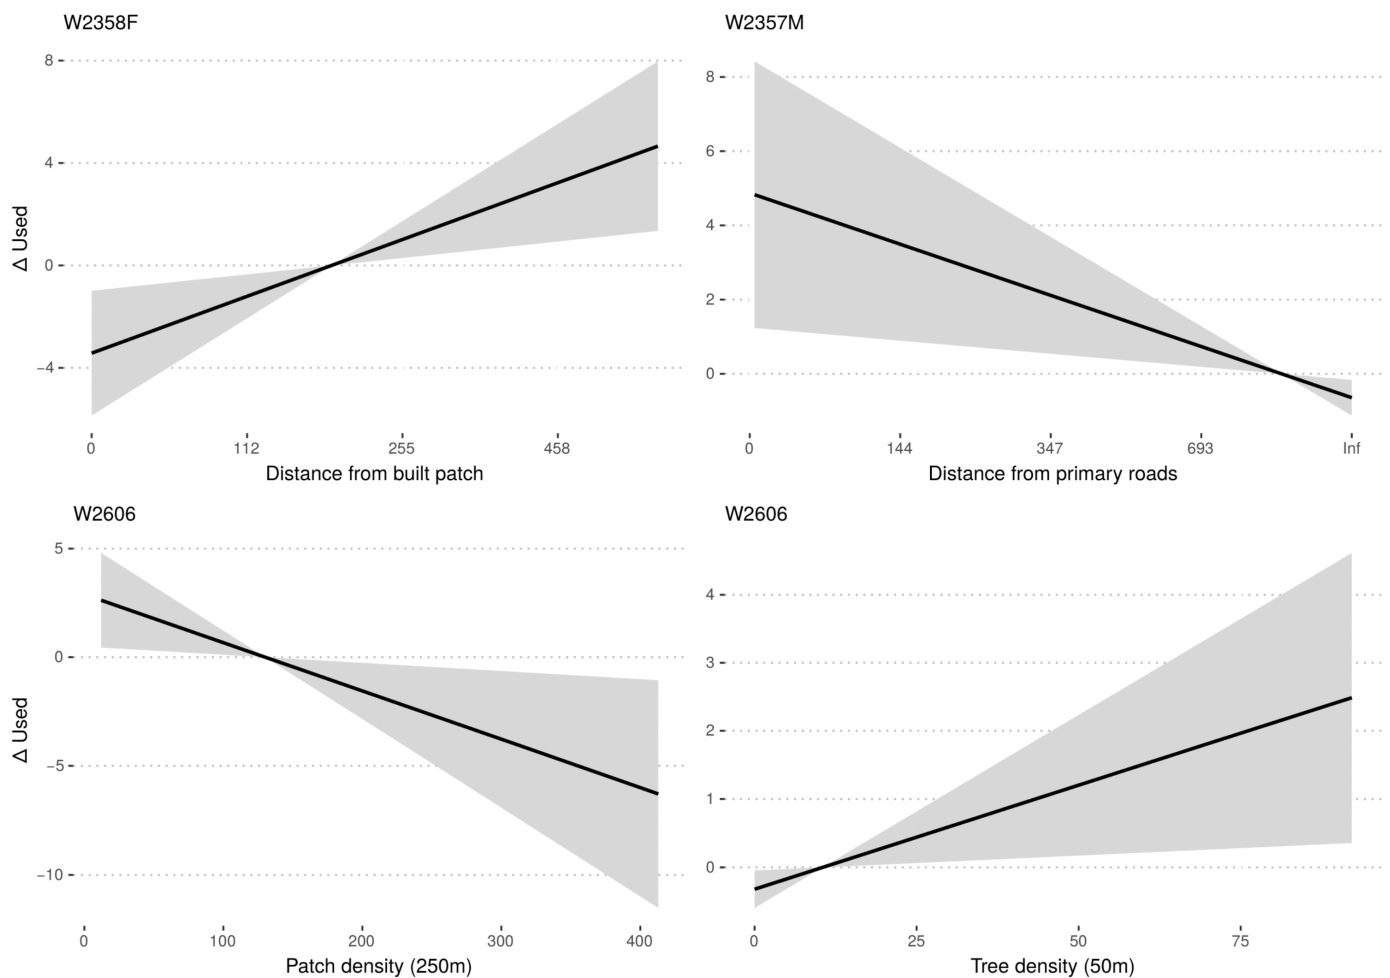 W2358F
8
4
0
−4
Δ Used
0 112 255 458
Distance from built patch
W2357M
8
6
4
2
0
0 144 347 693 Inf
Distance from primary roads
W2606
5
0
−5
−10
Δ Used
0 100 200 300 400
Patch density (250m)
W2606
4
3
2
1
0
0 25 50 75
Tree density (50m)